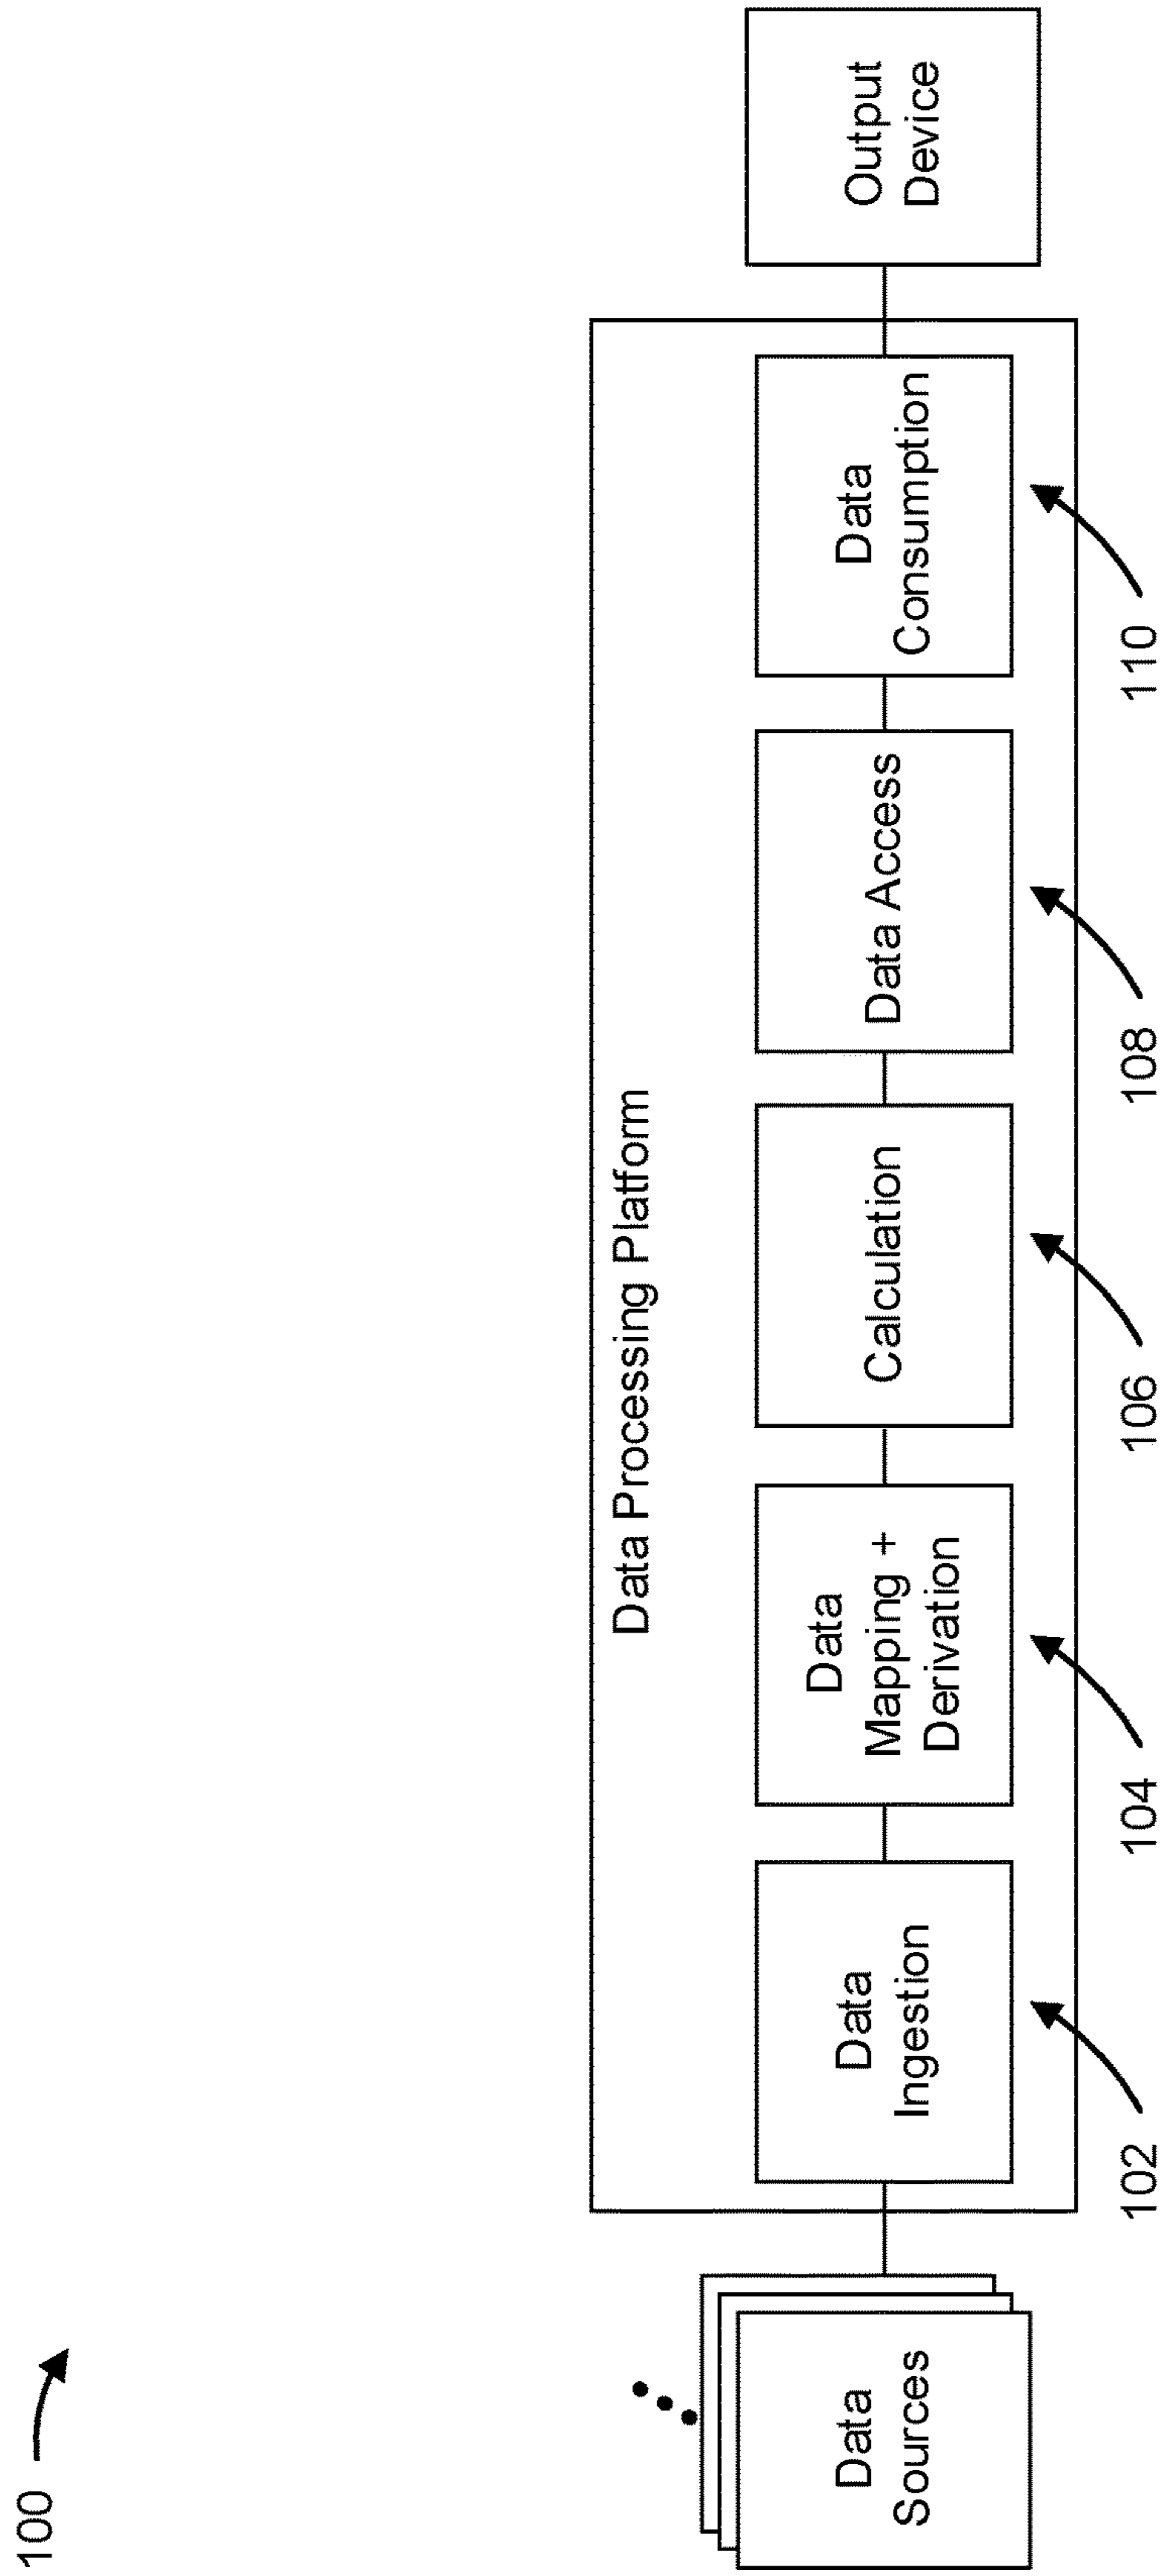 100
Data Processing Platform
Data
Sources
Data
Ingestion
Data
Mapping +
Derivation
Calculation
Data Access
Data
Consumption
Output
Device
102
104
106
108
110